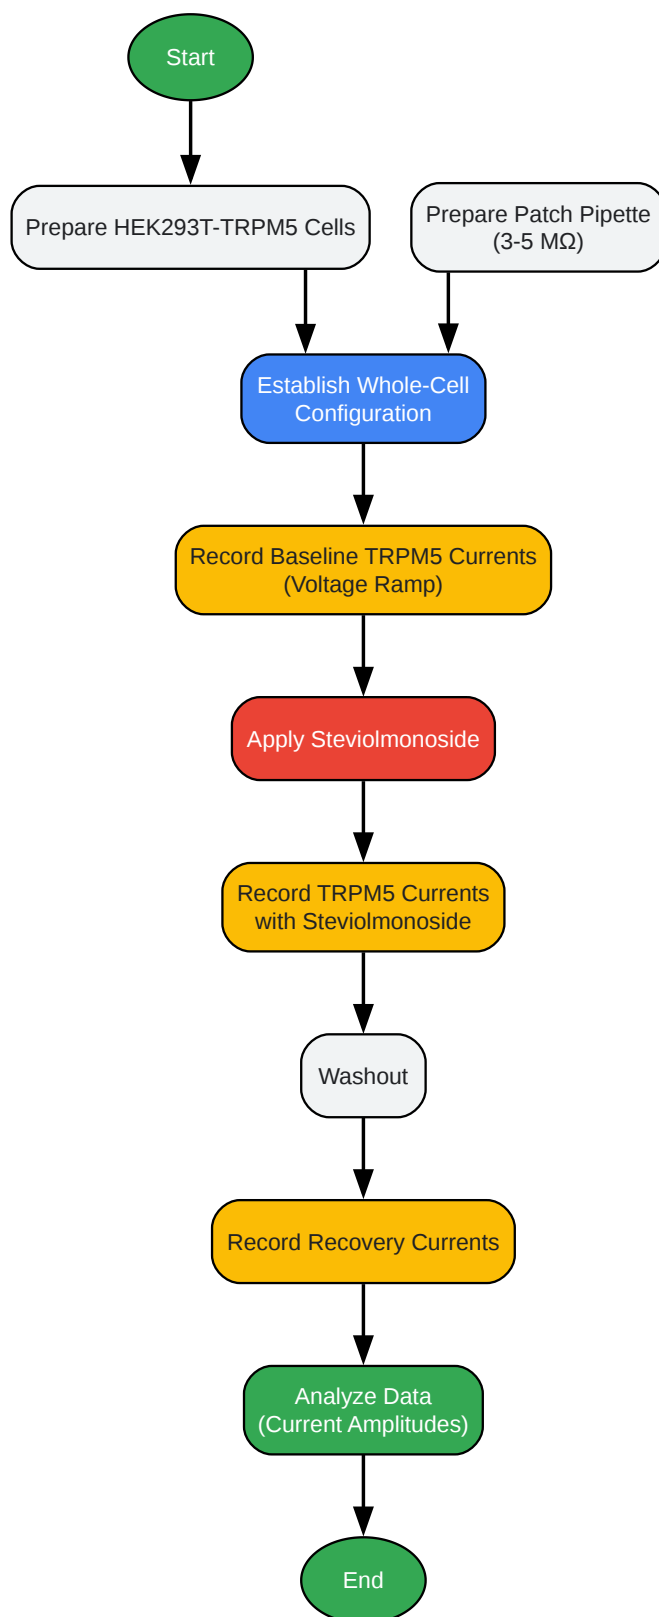 Start
Prepare HEK293T-TRPM5 Cells
Prepare Patch Pipette
(3-5 MΩ)
Establish Whole-Cell
Configuration
Record Baseline TRPM5 Currents
(Voltage Ramp)
Apply Steviolmonoside
Record TRPM5 Currents
with Steviolmonoside
Washout
Record Recovery Currents
Analyze Data
(Current Amplitudes)
End